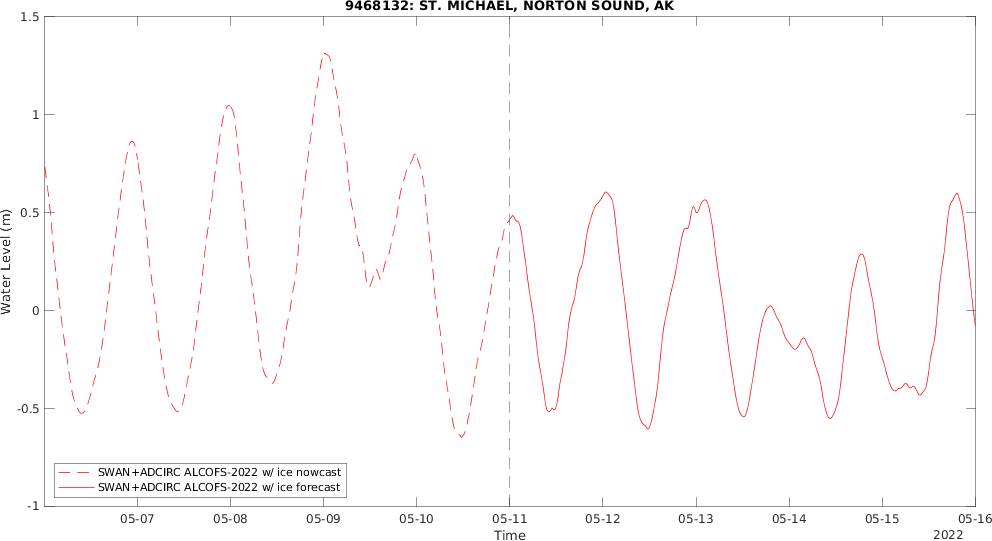 9468132: ST. MICHAEL, NORTON SOUND, AK
1.5
1
0.5
0
-0.5
-1
Water Level (m)
SWAN+ADCIRC ALCOFS-2022 w/ ice nowcast
SWAN+ADCIRC ALCOFS-2022 w/ ice forecast
05-07 05-08 05-09 05-10 05-11 05-12 05-13 05-14 05-15 05-16
Time
2022